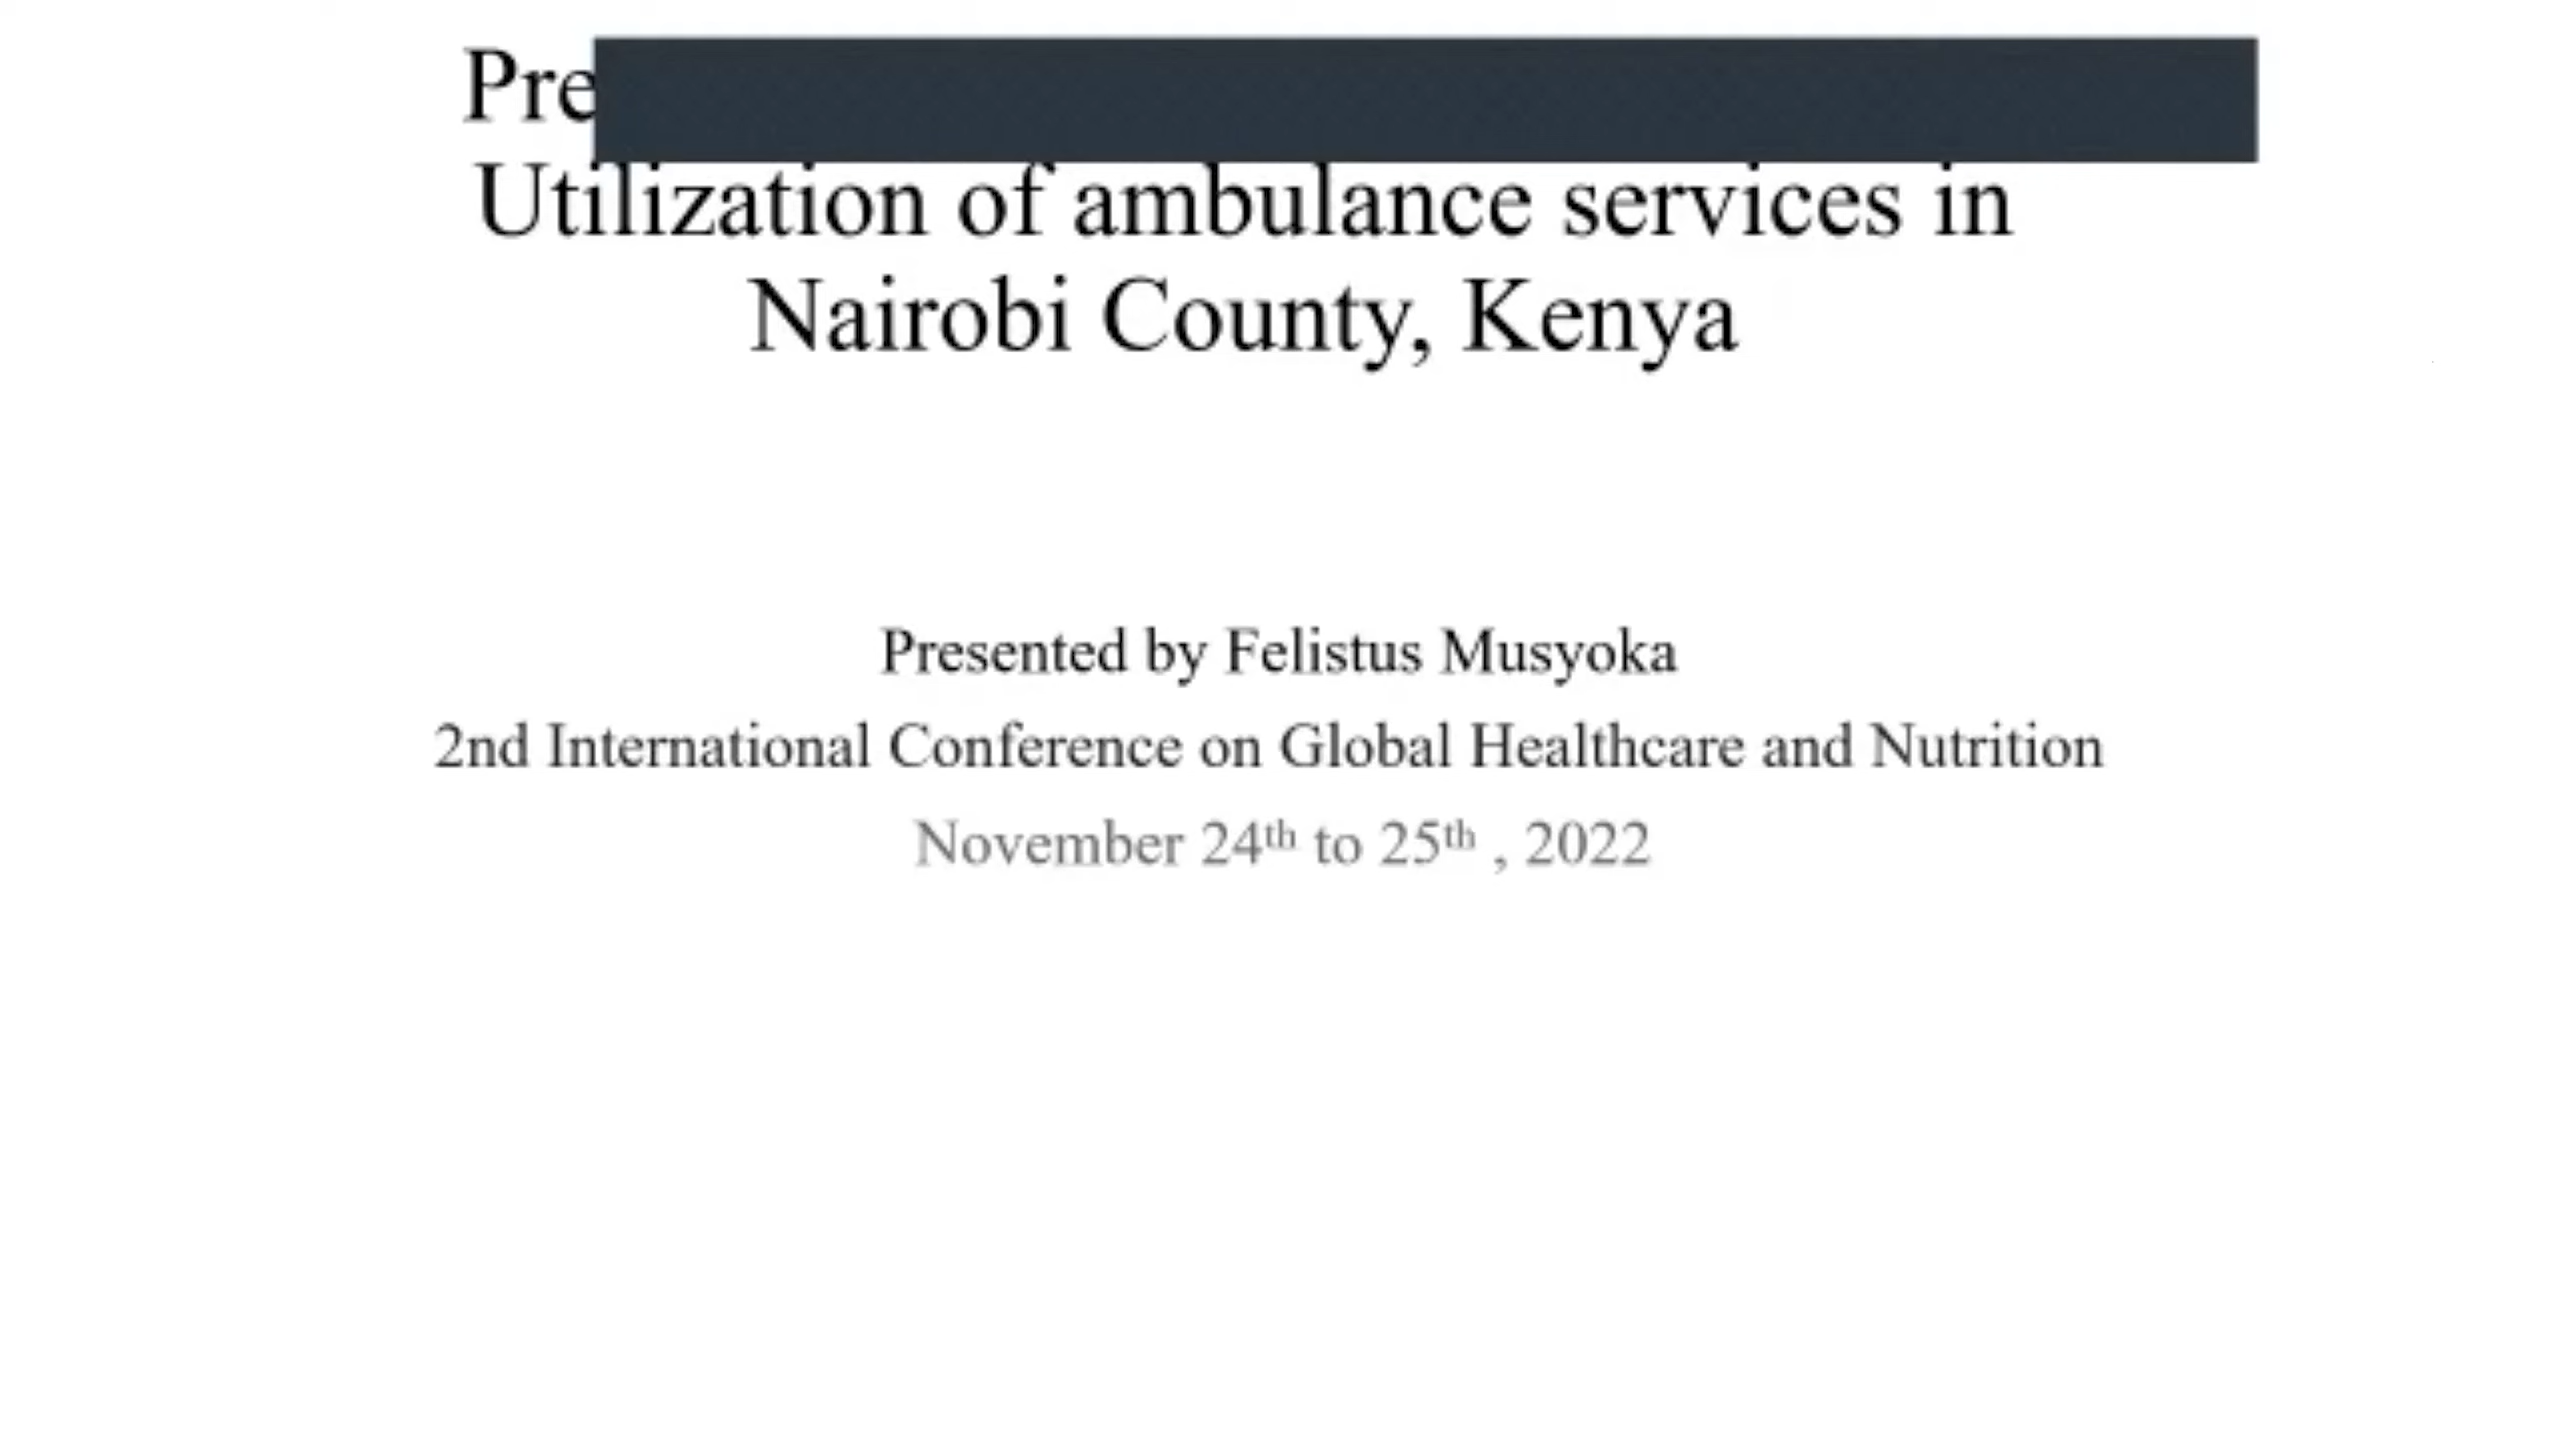 Pre
Utilization of ambulance services in
Nairobi County, Kenya
Presented by Felistus Musyoka
2nd International Conference on Global Healthcare and Nutrition
November 24th to 25th , 2022